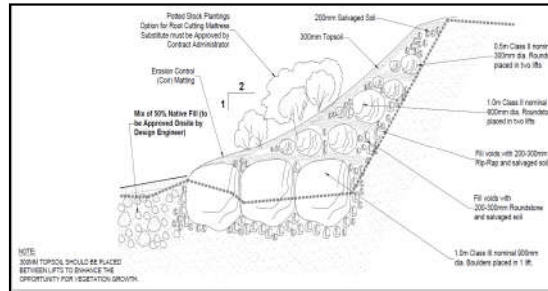 Potted Stock Plantings
Option for Root Cutting Mattress
Substitute must be Approved by
Contract Administrator
200mm Salvaged Soil
300mm Topsoil
Erosion Control
(Coir) Matting
2
1
Mix of 50% Native Fill (to
be Approved Onsite by
Design Engineer)
0.5m Class II nomin
300mm dia. Roundst
placed in two lifts
1.0m Class II nomin
600mm dia. Roundston
placed in two lifts
Fill voids with 200-300mm
Rip-Rap and salvaged soil
Fill voids with
200-300mm Roundstone
and salvaged soil
1.0m Class III nominal 900mm
dia. Boulders placed in 1 lift.
NOTE:
300MM TOPSOIL SHOULD BE PLACED
BETWEEN LIFTS TO ENHANCE THE
OPPORTUNITY FOR VEGETATION GROWTH.